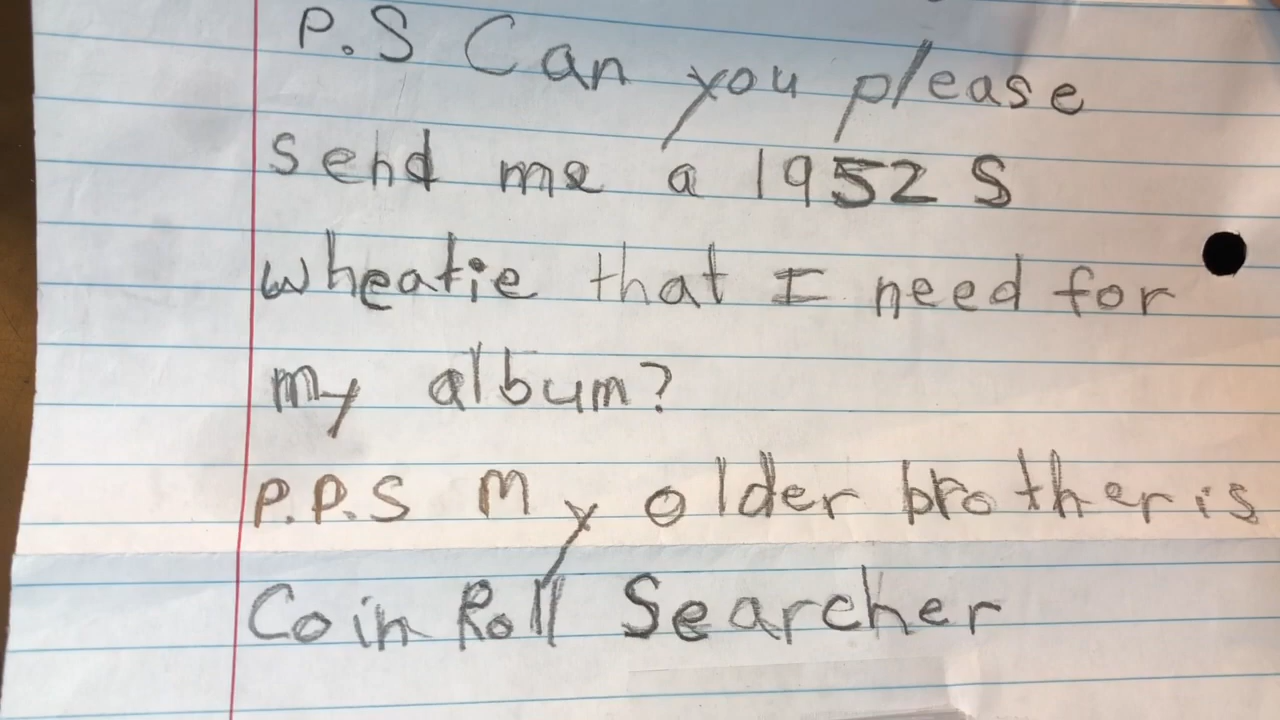 P.S Can you please
send me a 1952 S
wheatie that I need for
my album?
P.P.S My older brother is
Coin Roll Searcher